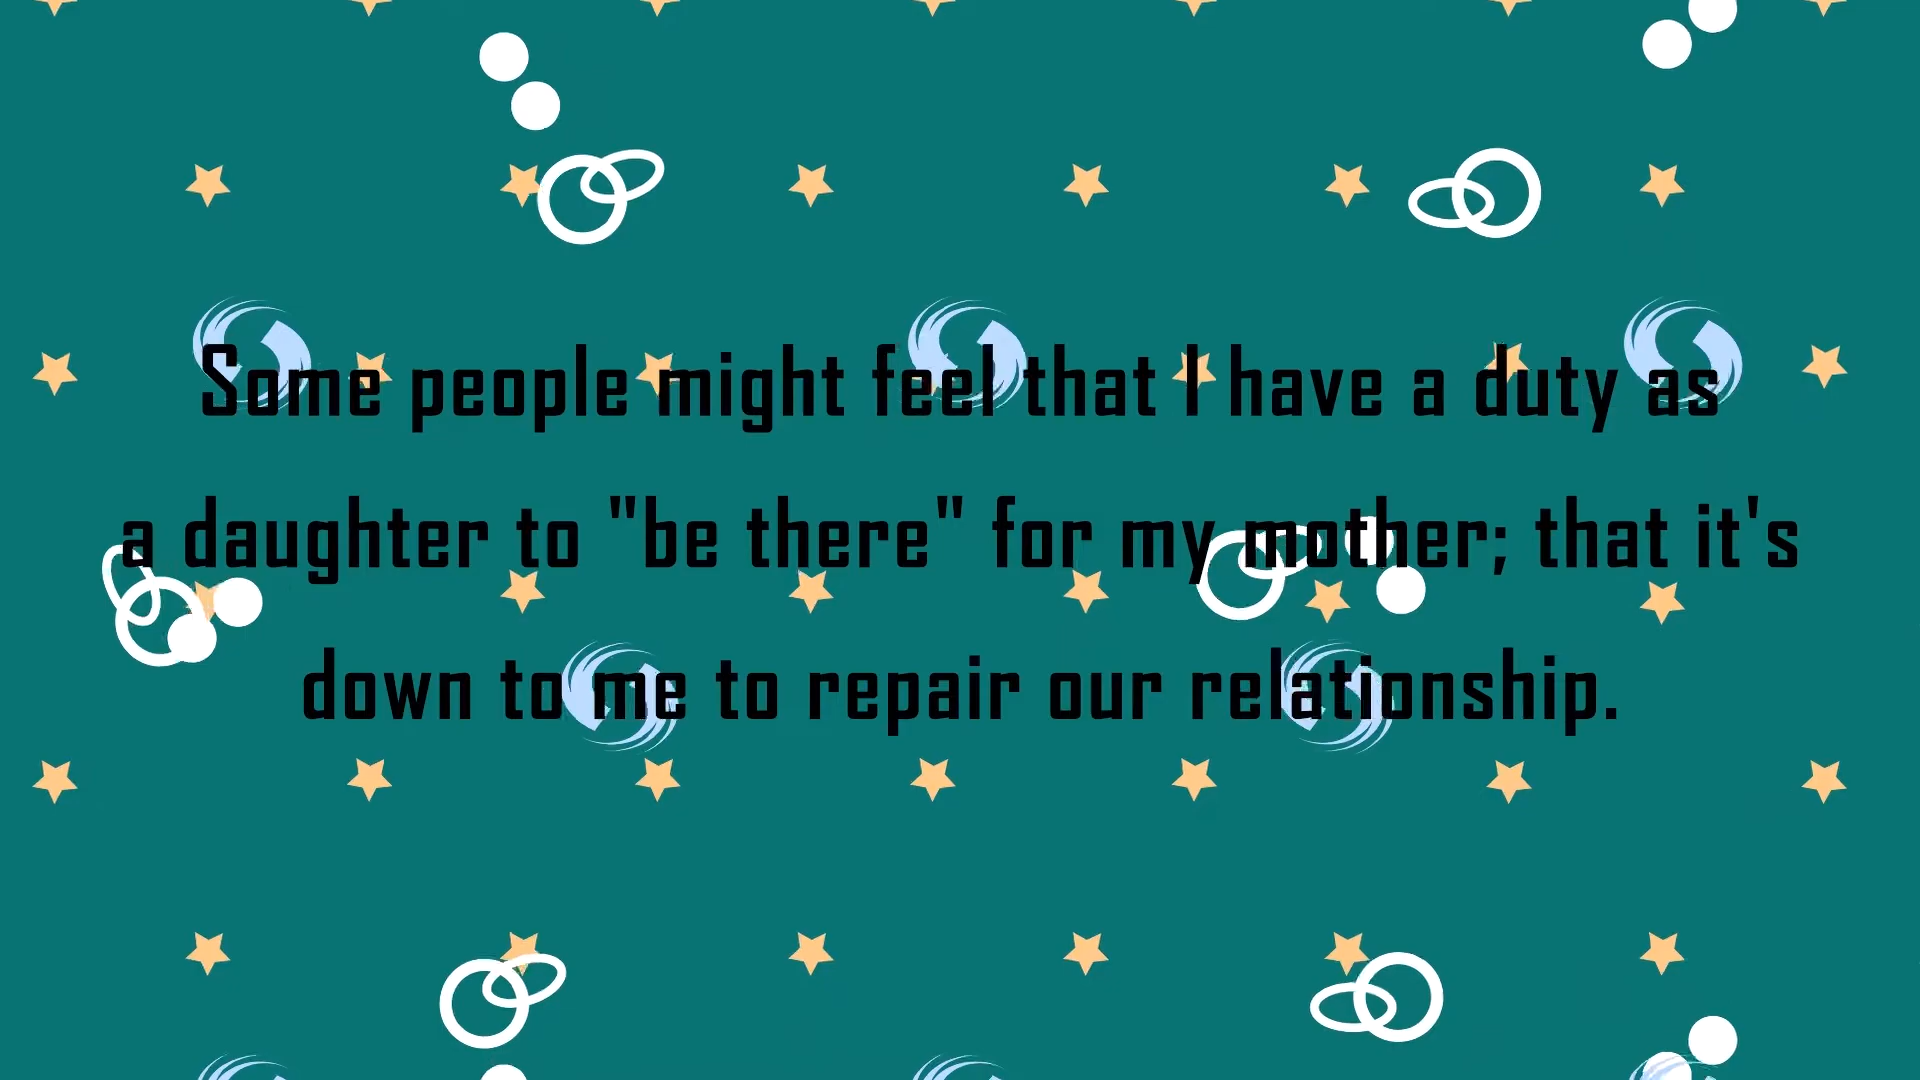 Some people might feel that I have a duty as
a daughter to "be there" for my mother; that it's
down to me to repair our relationship.